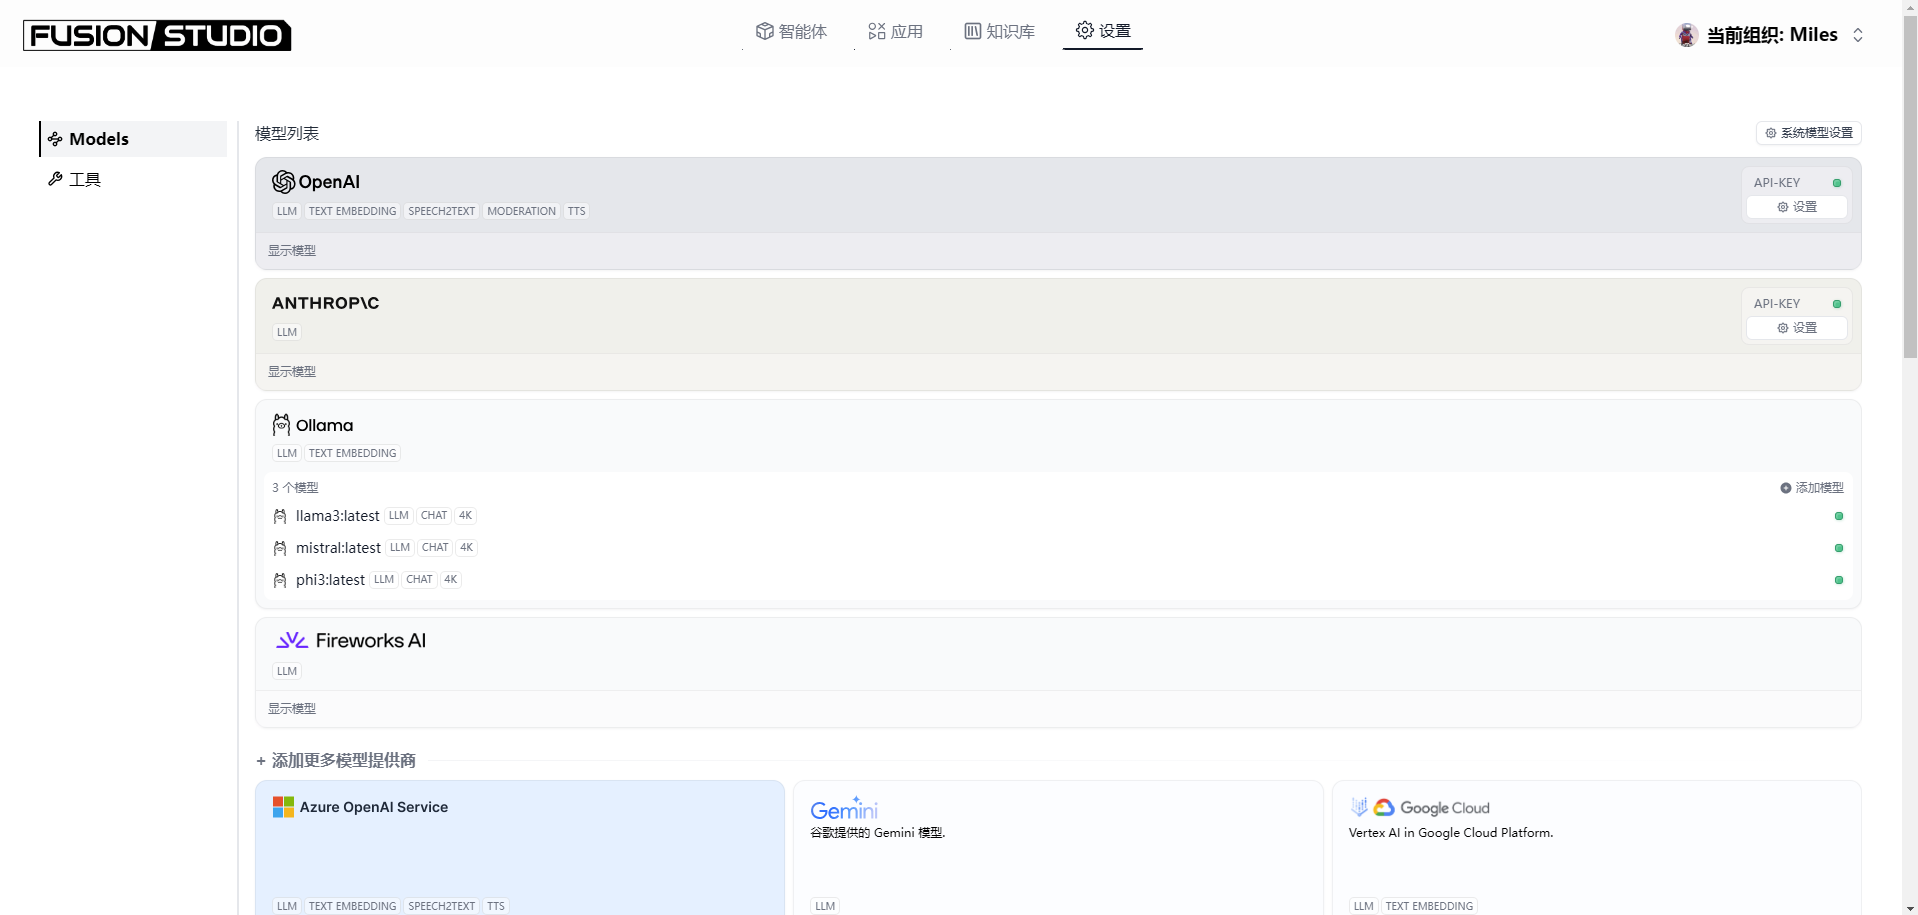 FUSION STUDIO
智能体
应用
知识库
设置
当前组织: Miles
Models
工具
模型列表
系统模型设置
OpenAI
API-KEY
LLM TEXT EMBEDDING SPEECH2TEXT MODERATION TTS
设置
显示模型
ANTHROP\C
API-KEY
LLM
设置
显示模型
Ollama
LLM TEXT EMBEDDING
3 个模型
添加模型
llama3:latest LLM CHAT 4K
mistral:latest LLM CHAT 4K
phi3:latest LLM CHAT 4K
Fireworks AI
LLM
显示模型
+ 添加更多模型提供商
Azure OpenAI Service
LLM TEXT EMBEDDING SPEECH2TEXT TTS
Gemini
谷歌提供的 Gemini 模型.
LLM
Google Cloud
Vertex AI in Google Cloud Platform.
LLM TEXT EMBEDDING